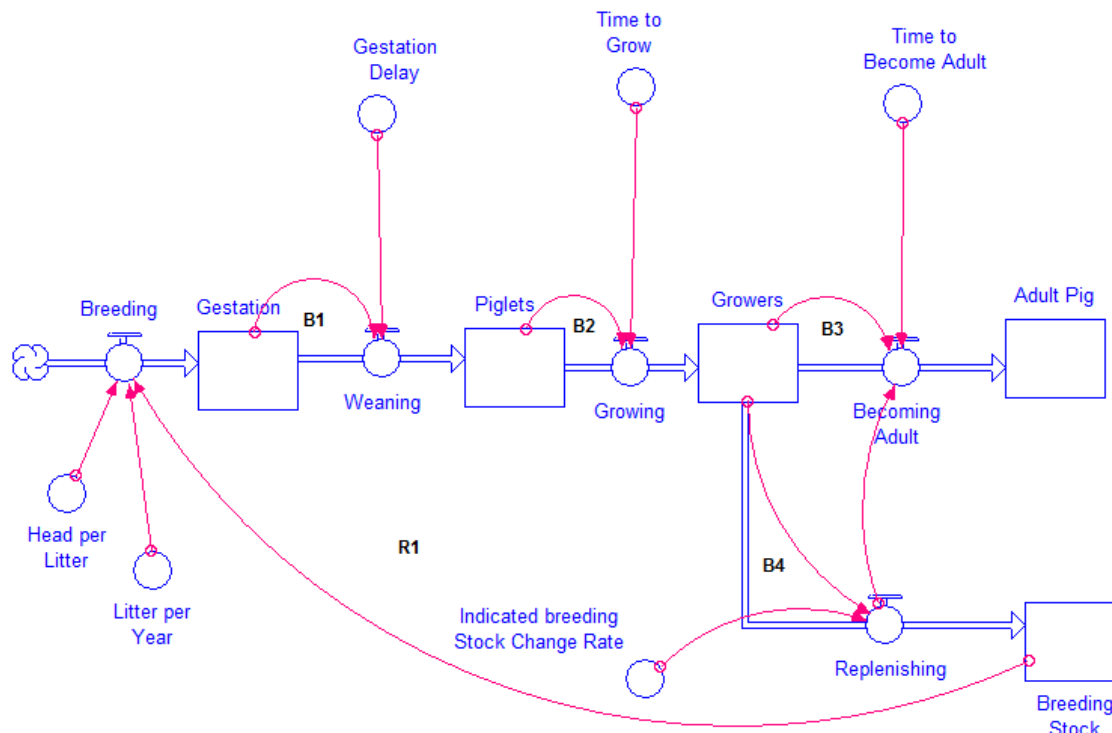 Gestation
Delay
Time to
Grow
Time to
Become Adult
Breeding
Gestation
B1
Weaning
Piglets
B2
Growing
Growers
B3
Becoming
Adult
Adult Pig
Head per
Litter
Litter per
Year
R1
B4
Indicated breeding
Stock Change Rate
Replenishing
Breeding
Stock